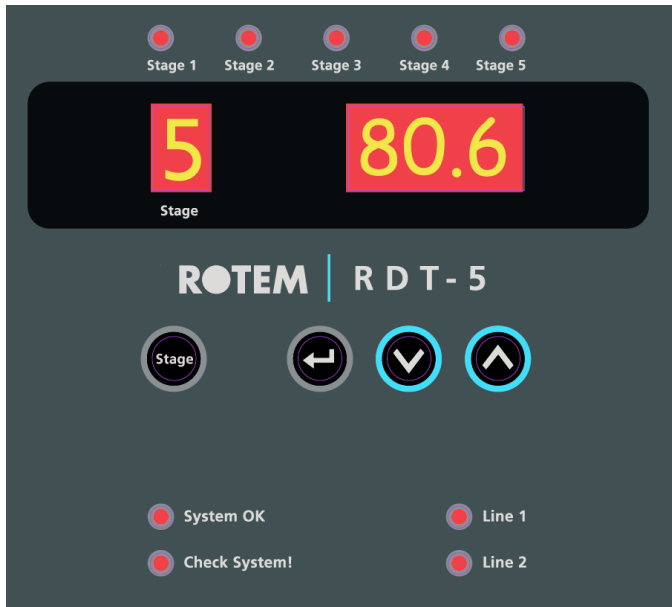 Stage 1 Stage 2 Stage 3 Stage 4 Stage 5
5 80.6
Stage
ROTEM RDT-5
Stage
System OK Line 1
Check System! Line 2